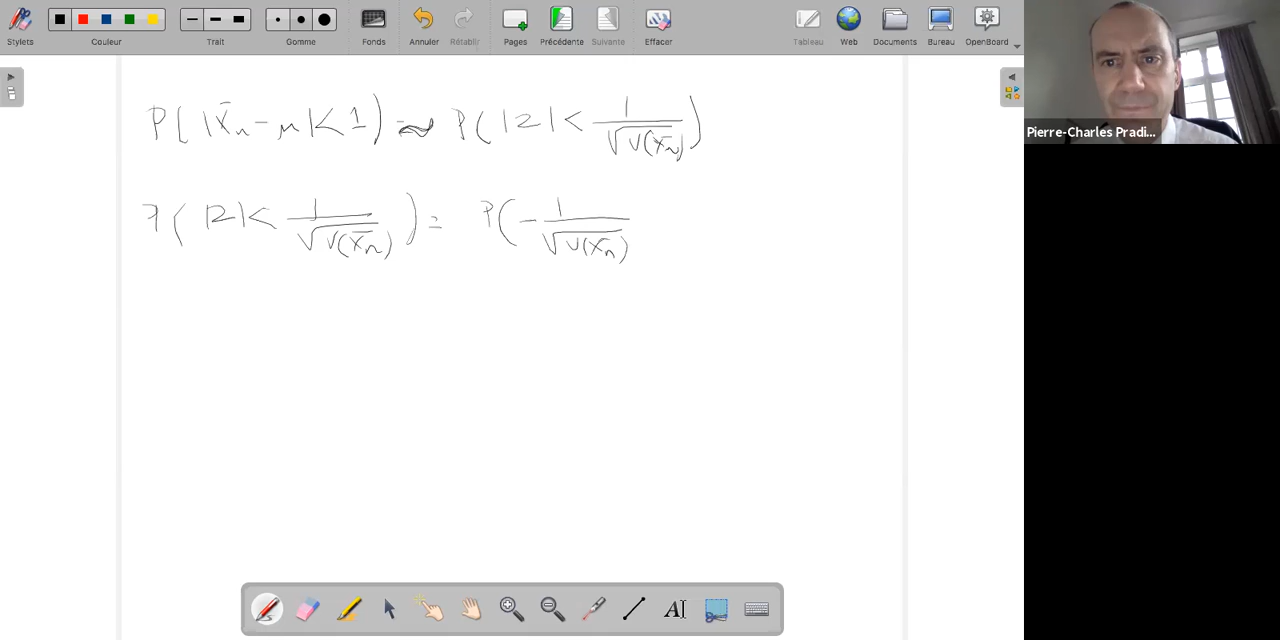 Stylets
Couleur
Trait
Gomme
Fonds
Annuler
Rétablir
Pages
Précédente
Suivante
Effacer
Tableau
Web
Documents
Bureau
OpenBoard
P( |X̄n − μ| < 1 ) ≈ P( |Z| < 1/√V(X̄n) )
P( |Z| < 1/√V(X̄n) ) = P( − 1/√V(X̄n)
Pierre-Charles Pradi...
A